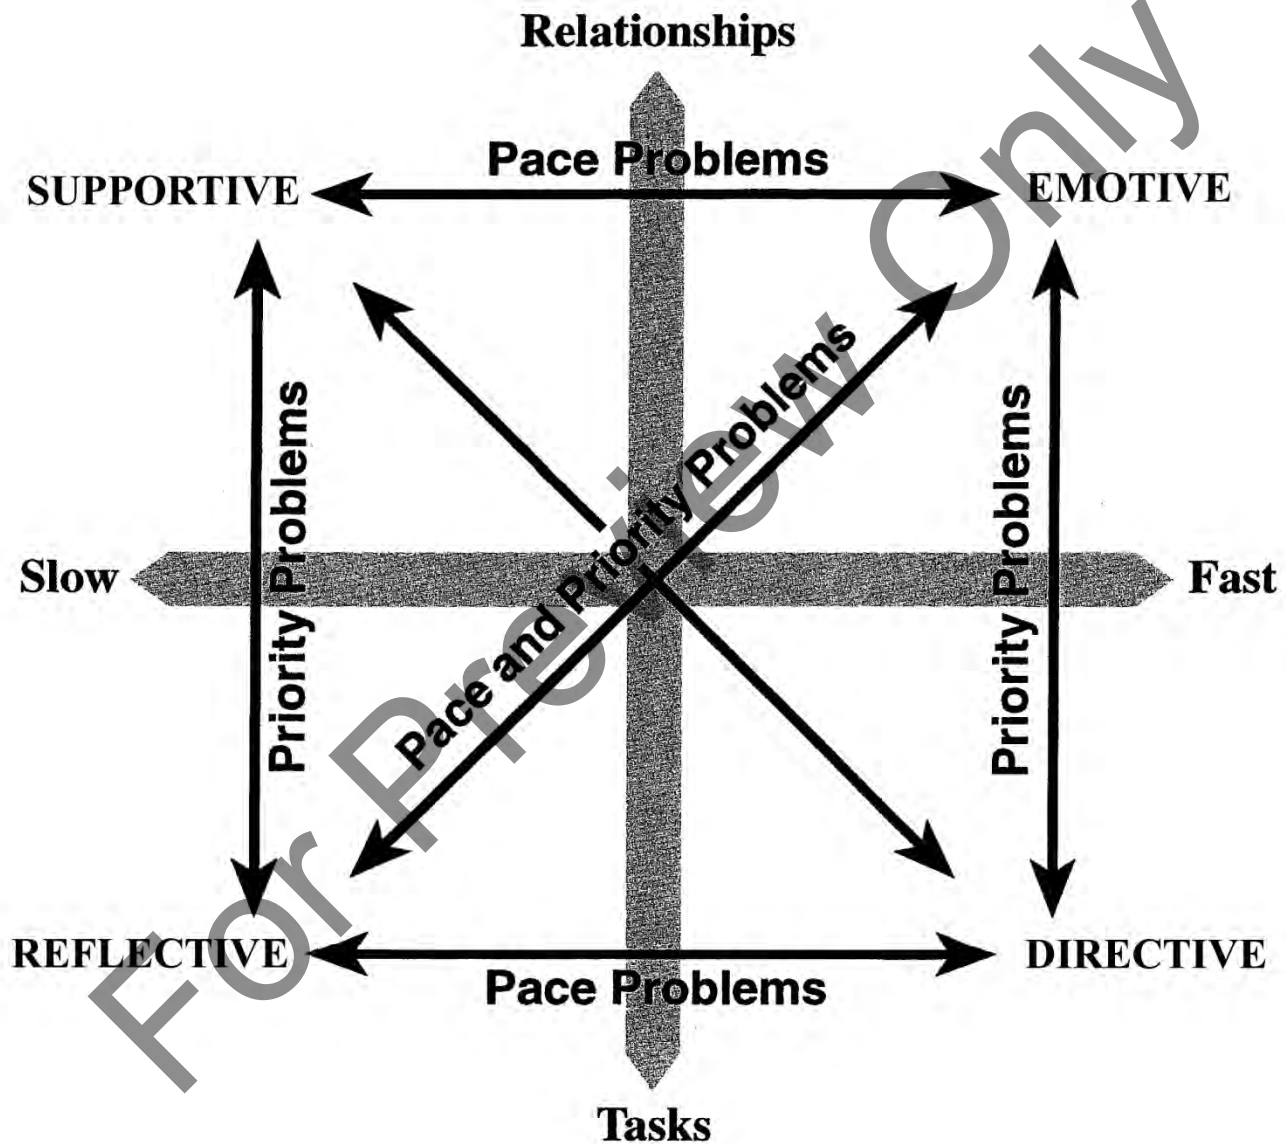 Relationships
Pace Problems
SUPPORTIVE
EMOTIVE
Pace and Priority Problems
Priority Problems
Priority Problems
Slow
Fast
REFLECTIVE
DIRECTIVE
Pace Problems
Tasks
For Preview Only